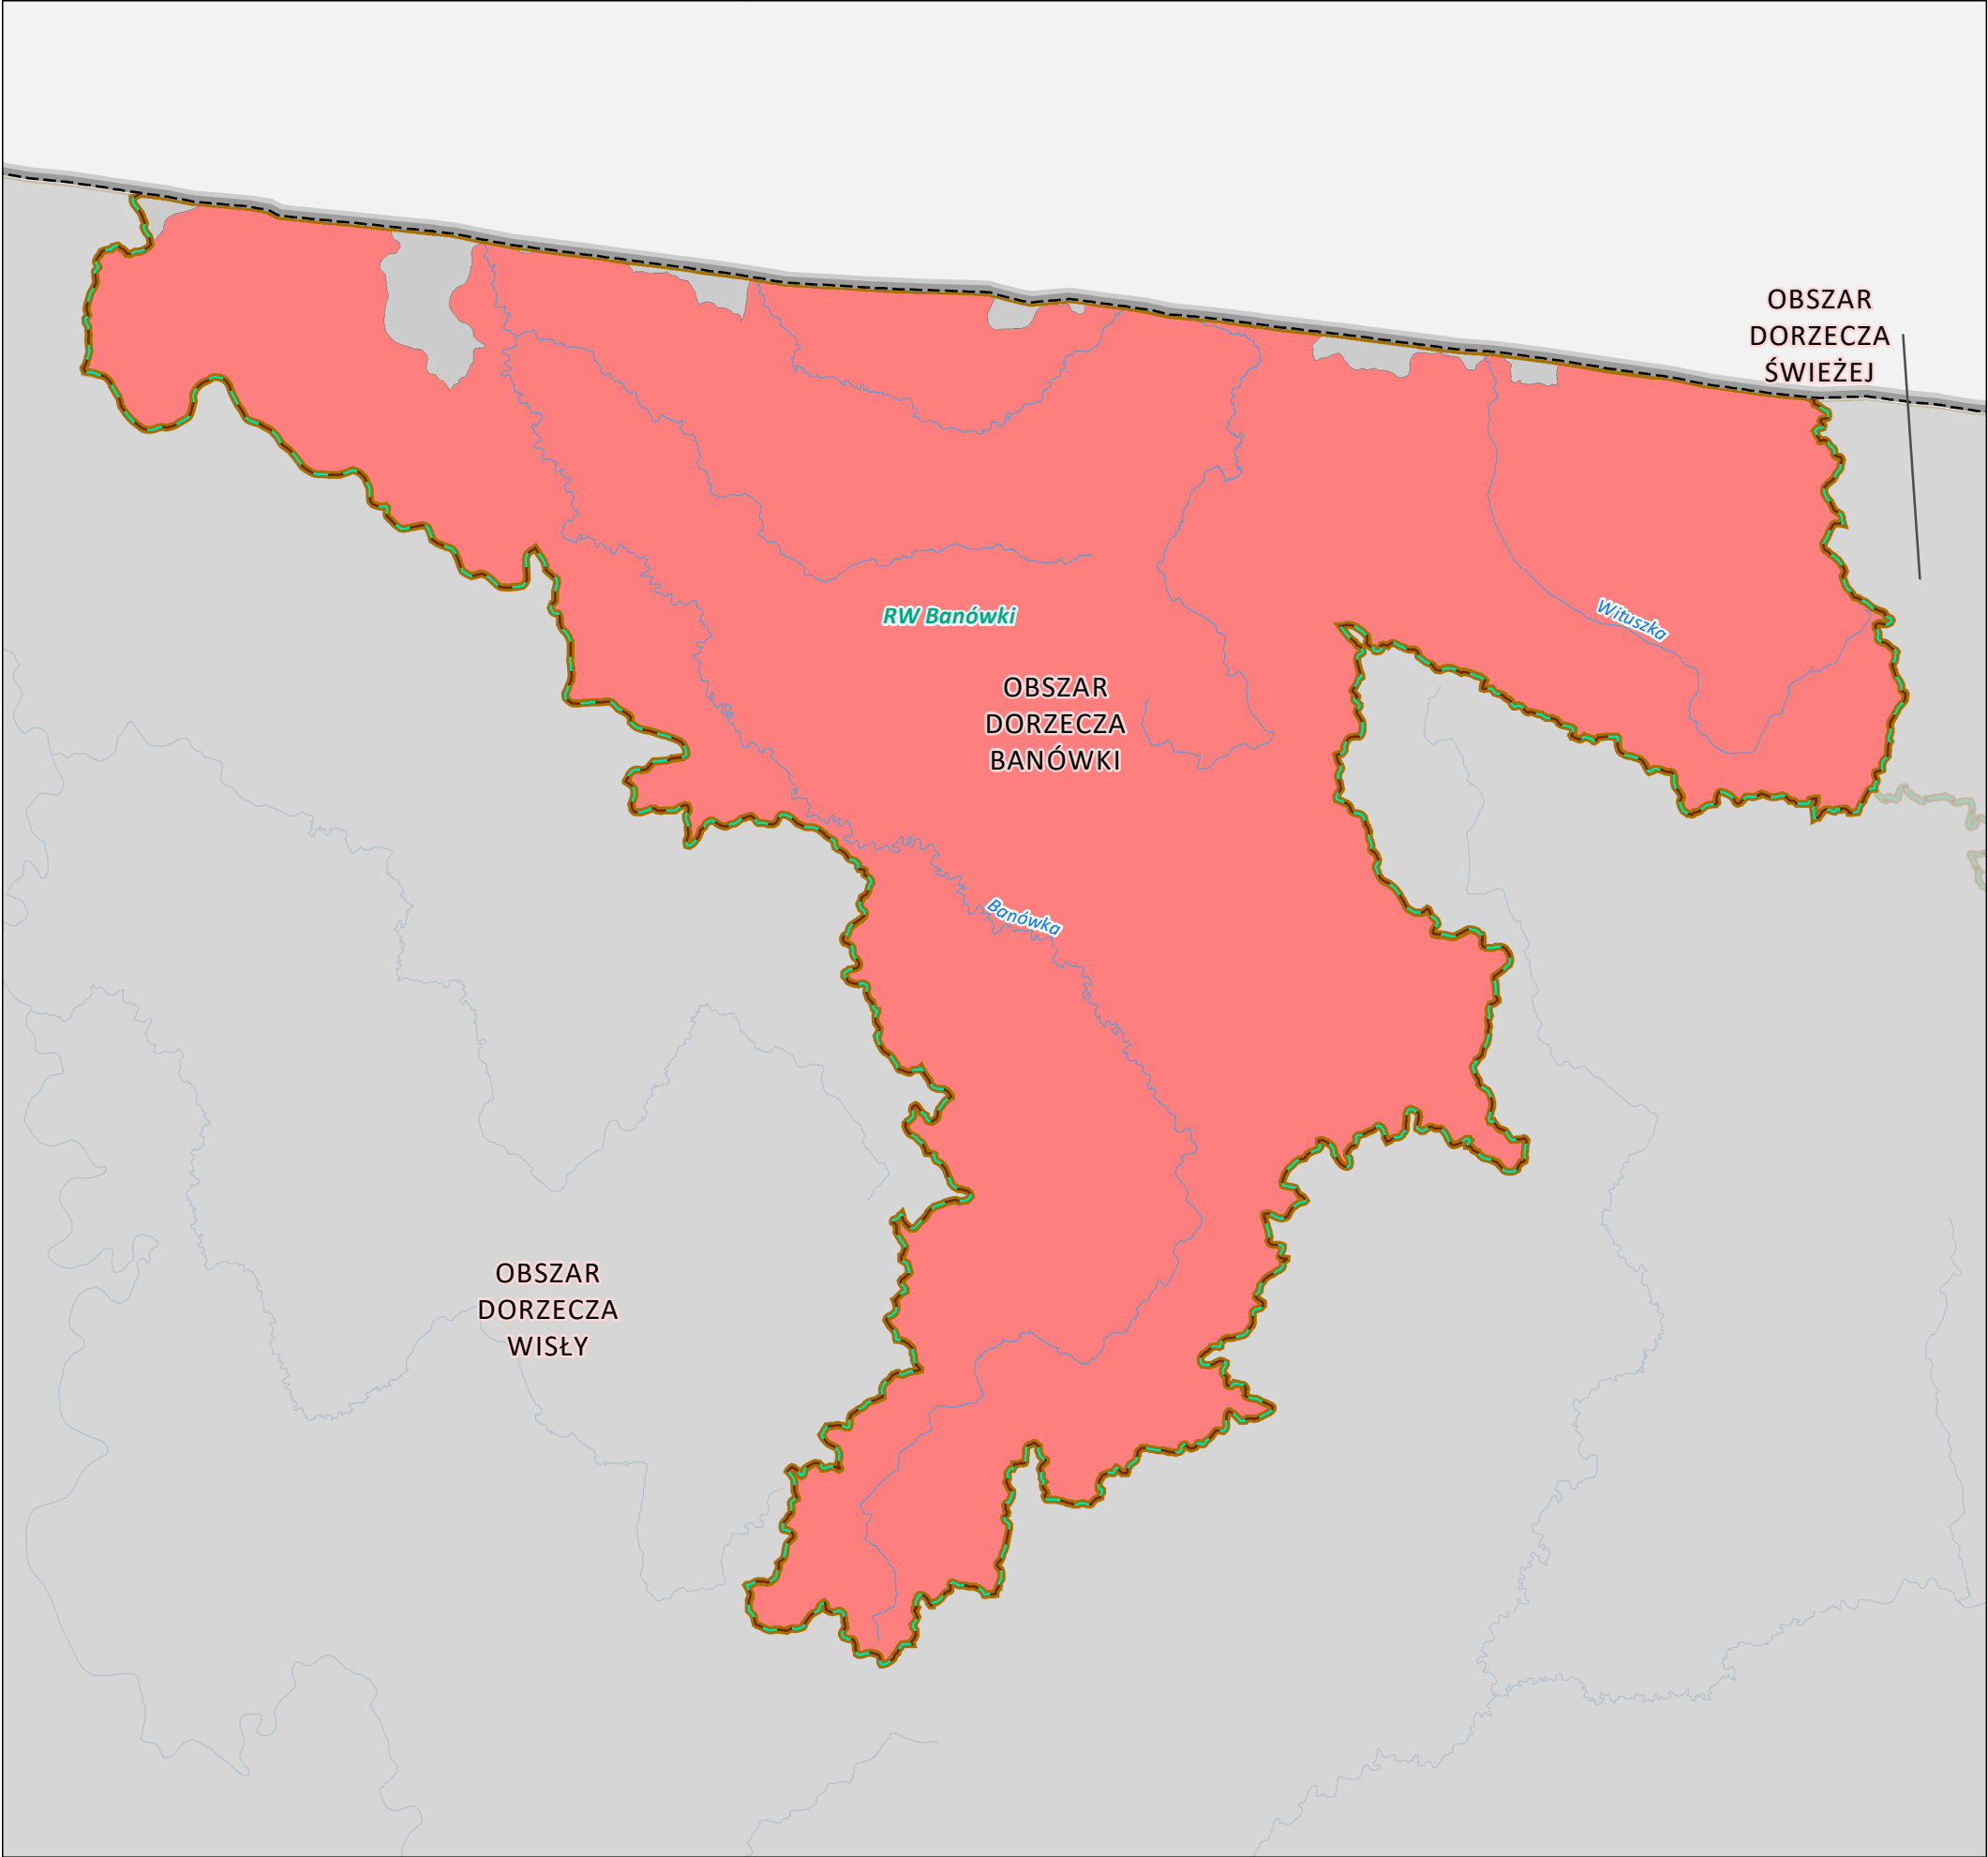 OBSZAR
DORZECZA
ŚWIEŻEJ
Wituszka
RW Banówki
OBSZAR
DORZECZA
BANÓWKI
Banówka
OBSZAR
DORZECZA
WISŁY